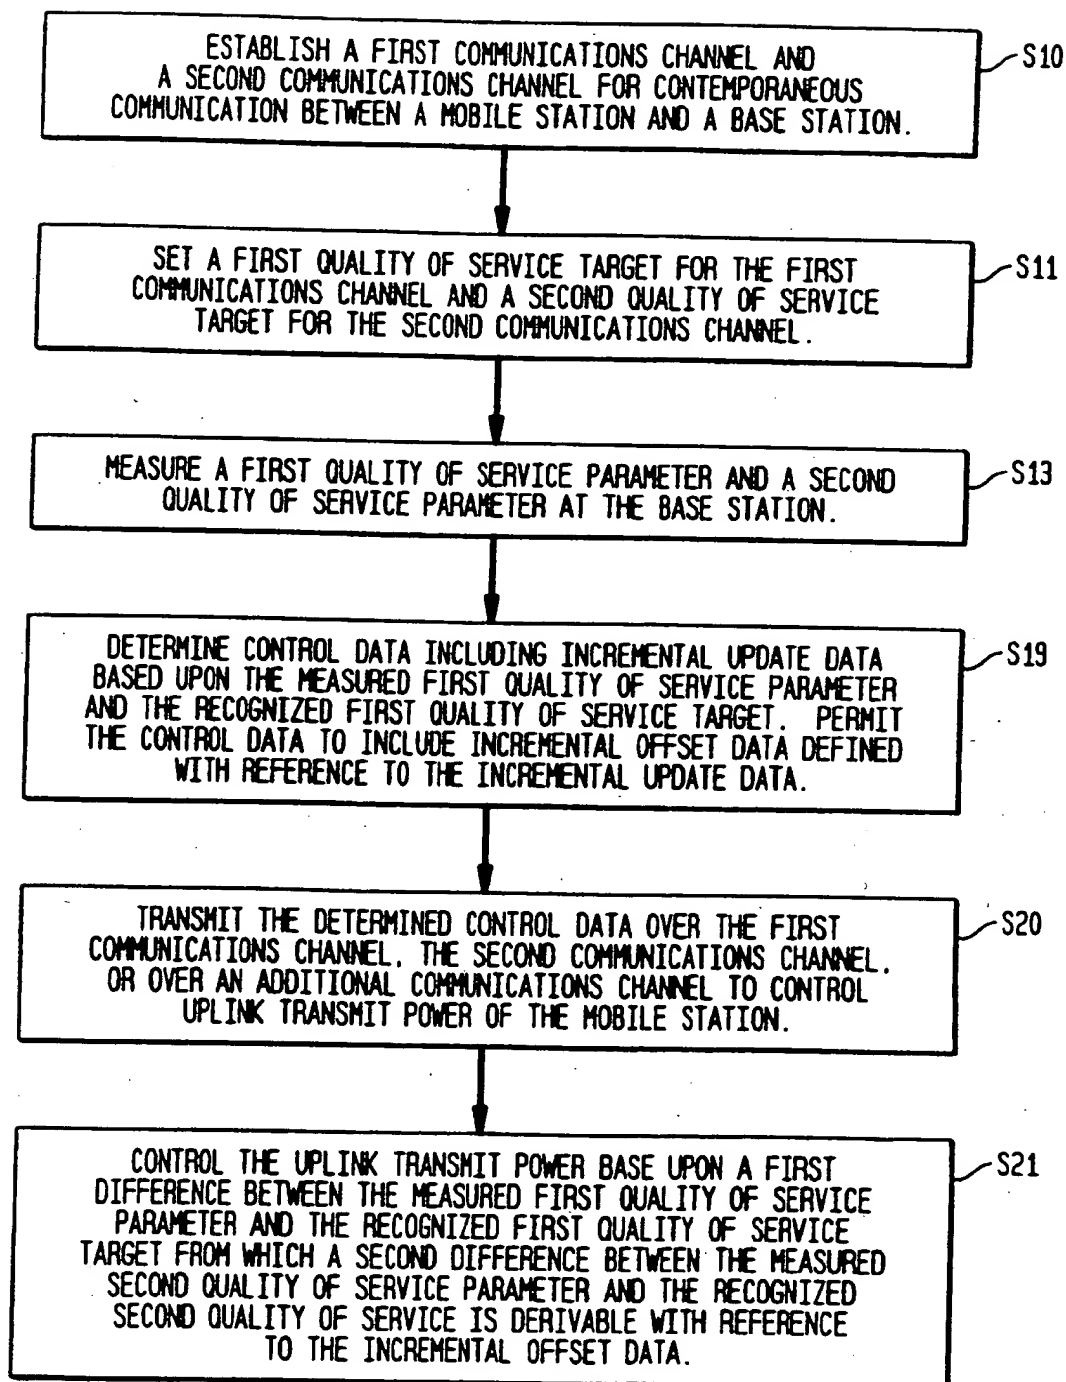 ESTABLISH A FIRST COMMUNICATIONS CHANNEL AND
A SECOND COMMUNICATIONS CHANNEL FOR CONTEMPORANEOUS
COMMUNICATION BETWEEN A MOBILE STATION AND A BASE STATION.
S10
SET A FIRST QUALITY OF SERVICE TARGET FOR THE FIRST
COMMUNICATIONS CHANNEL AND A SECOND QUALITY OF SERVICE
TARGET FOR THE SECOND COMMUNICATIONS CHANNEL.
S11
MEASURE A FIRST QUALITY OF SERVICE PARAMETER AND A SECOND
QUALITY OF SERVICE PARAMETER AT THE BASE STATION.
S13
DETERMINE CONTROL DATA INCLUDING INCREMENTAL UPDATE DATA
BASED UPON THE MEASURED FIRST QUALITY OF SERVICE PARAMETER
AND THE RECOGNIZED FIRST QUALITY OF SERVICE TARGET. PERMIT
THE CONTROL DATA TO INCLUDE INCREMENTAL OFFSET DATA DEFINED
WITH REFERENCE TO THE INCREMENTAL UPDATE DATA.
S19
TRANSMIT THE DETERMINED CONTROL DATA OVER THE FIRST
COMMUNICATIONS CHANNEL, THE SECOND COMMUNICATIONS CHANNEL,
OR OVER AN ADDITIONAL COMMUNICATIONS CHANNEL TO CONTROL
UPLINK TRANSMIT POWER OF THE MOBILE STATION.
S20
CONTROL THE UPLINK TRANSMIT POWER BASE UPON A FIRST
DIFFERENCE BETWEEN THE MEASURED FIRST QUALITY OF SERVICE
PARAMETER AND THE RECOGNIZED FIRST QUALITY OF SERVICE
TARGET FROM WHICH A SECOND DIFFERENCE BETWEEN THE MEASURED
SECOND QUALITY OF SERVICE PARAMETER AND THE RECOGNIZED
SECOND QUALITY OF SERVICE IS DERIVABLE WITH REFERENCE
TO THE INCREMENTAL OFFSET DATA.
S21